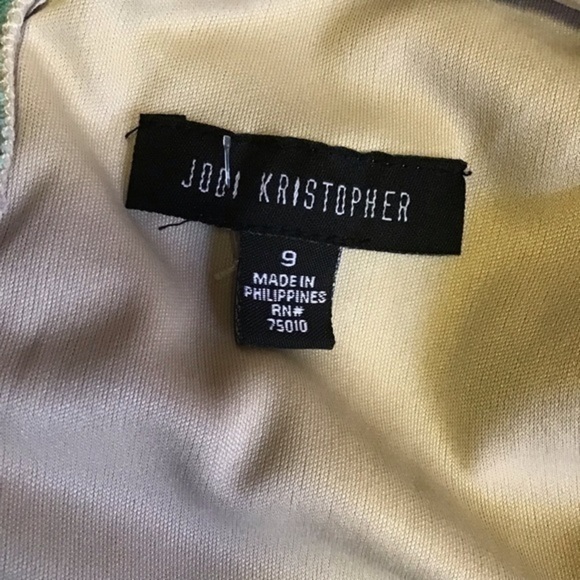 JODI KRISTOPHER
9
MADE IN
PHILIPPINES
RN#
75010